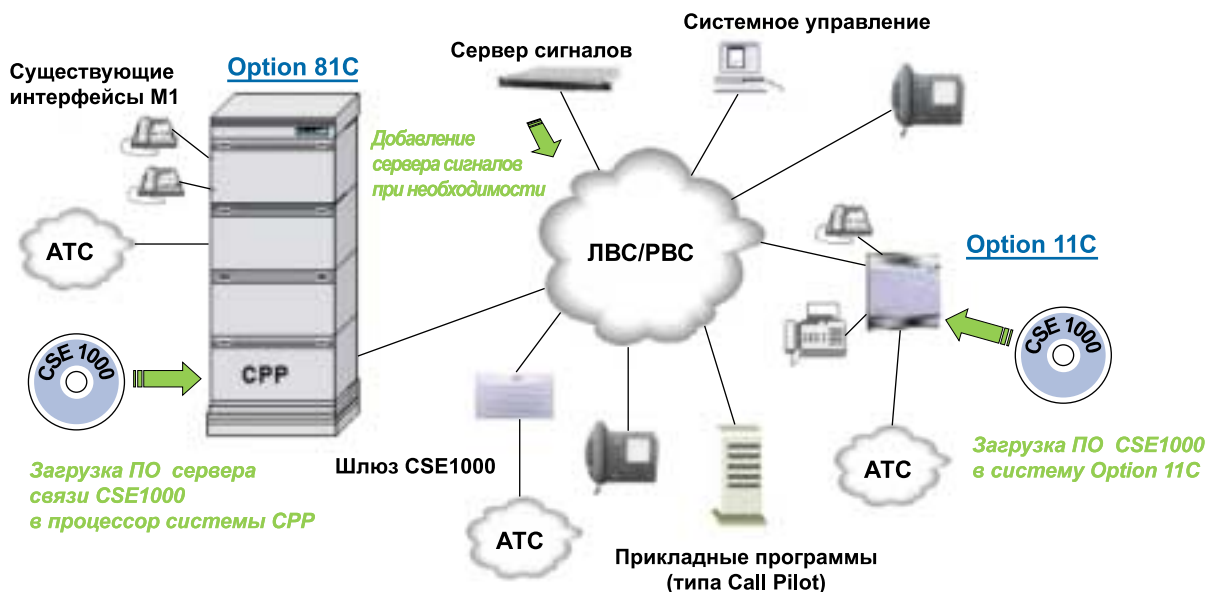 Системное управление
Сервер сигналов
Option 81C
Существующие
интерфейсы М1
Добавление
сервера сигналов
при необходимости
АТС
ЛВС/РВС
Option 11C
CSE 1000
CPP
CSE 1000
Шлюз CSE1000
Загрузка ПО сервера
связи CSE1000
в процессор системы CPP
АТС
АТС
Загрузка ПО CSE1000
в систему Option 11C
Прикладные программы
(типа Call Pilot)